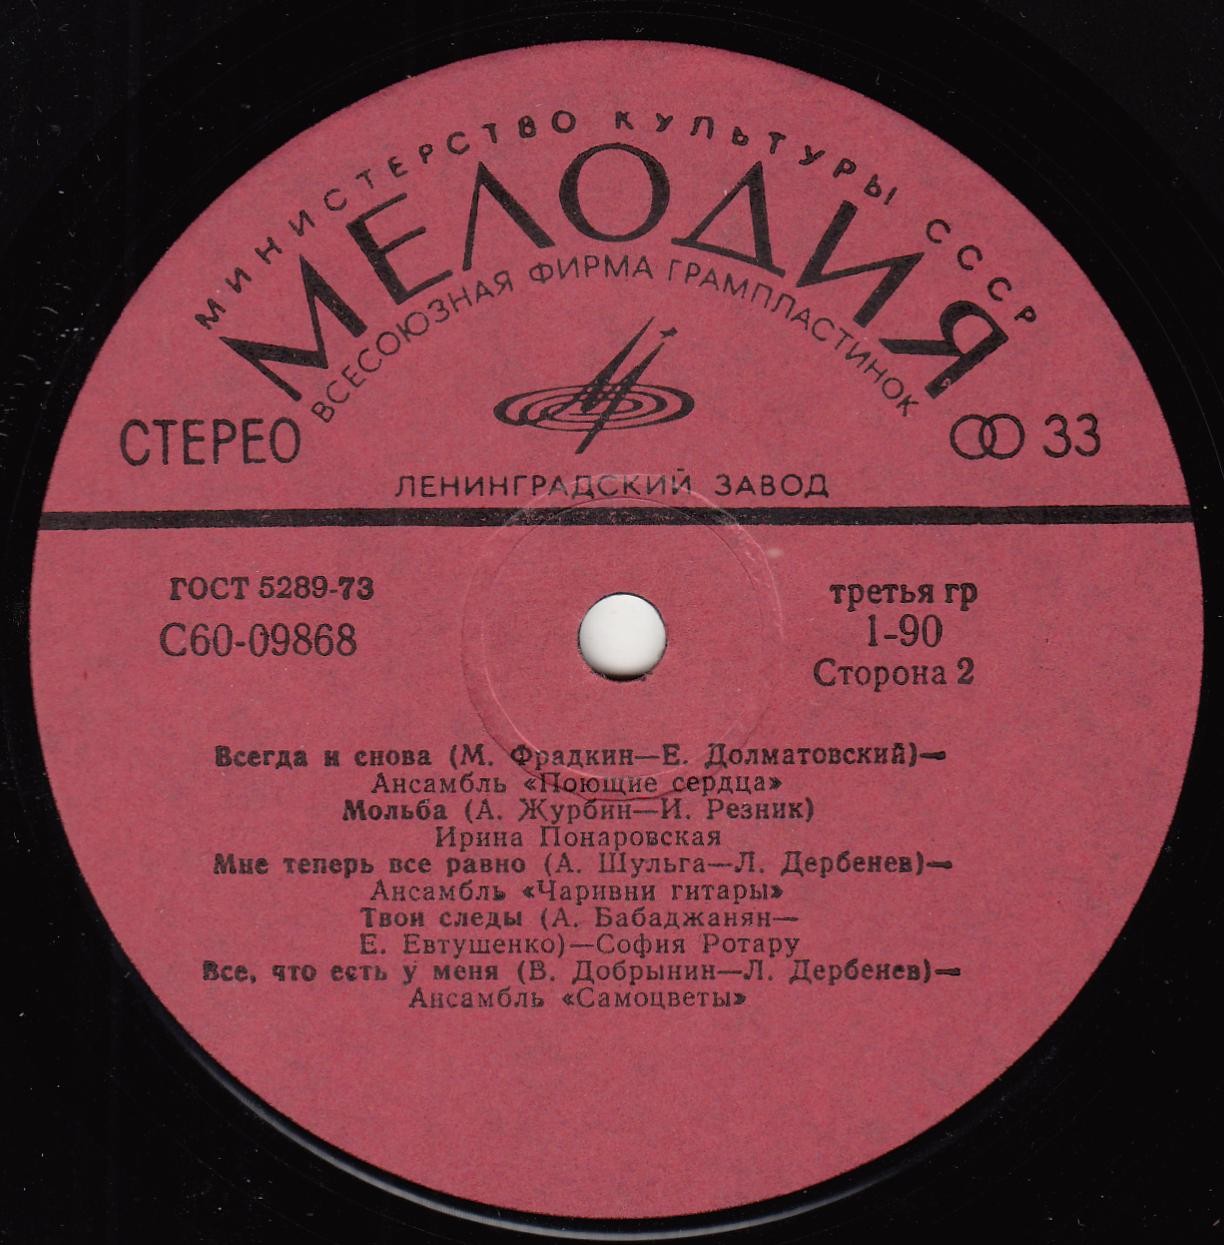 МИНИСТЕРСТВО КУЛЬТУРЫ СССР
МЕЛОДИЯ
ВСЕСОЮЗНАЯ ФИРМА ГРАМПЛАСТИНОК
СТЕРЕО
33
ЛЕНИНГРАДСКИЙ ЗАВОД
ГОСТ 5289-73
С60-09868
третья гр
1-90
Сторона 2
Всегда и снова (М. Фрадкин—Е. Долматовский)—
Ансамбль «Поющие сердца»
Мольба (А. Журбин—И. Резник)
Ирина Понаровская
Мне теперь все равно (А. Шульга—Л. Дербенев)—
Ансамбль «Чаривни гитары»
Твои следы (А. Бабаджанян—
Е. Евтушенко)—София Ротару
Все, что есть у меня (В. Добрынин—Л. Дербенев)—
Ансамбль «Самоцветы»